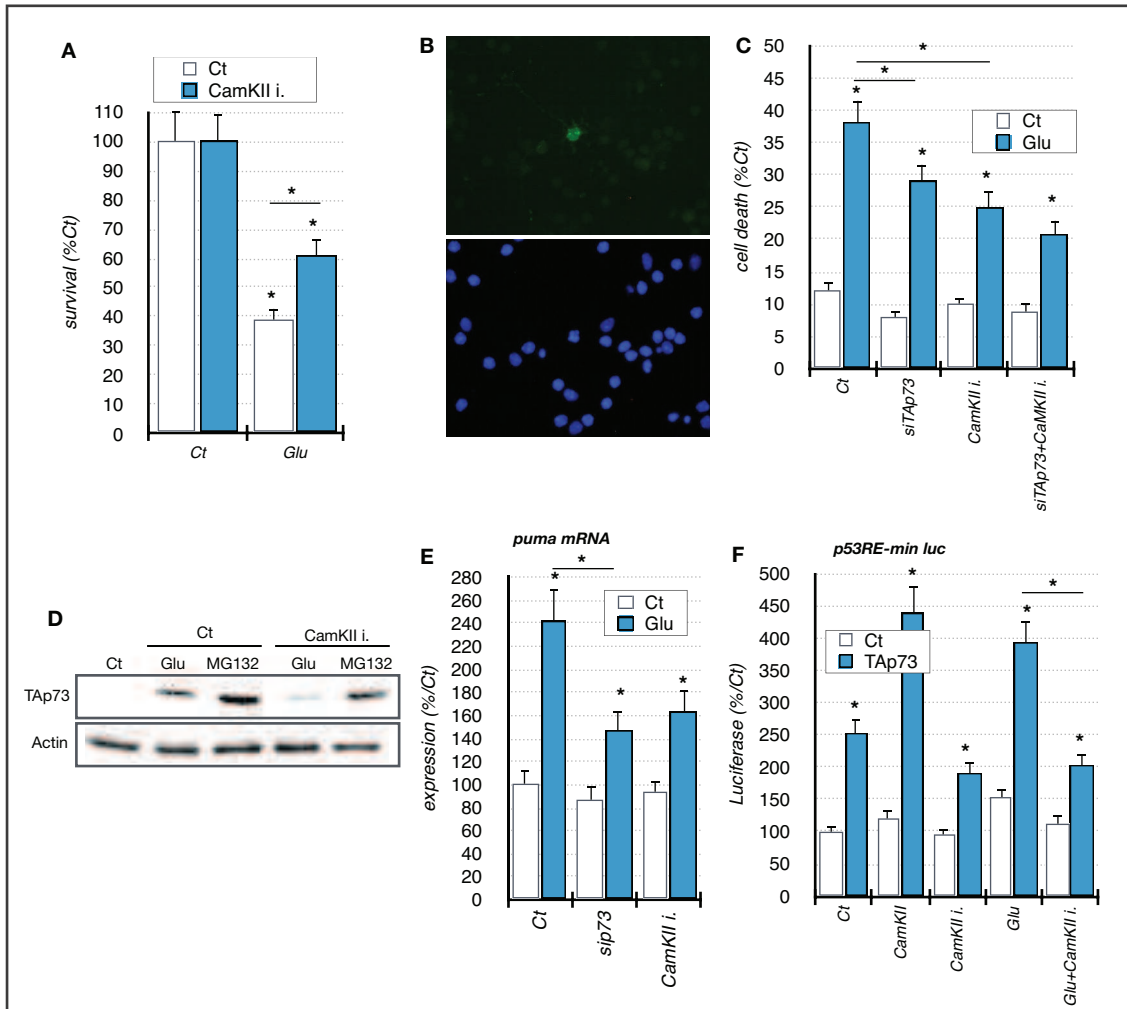 A
Ct
CamKII i.
survival (%Ct)
110
100
90
80
70
60
50
40
30
20
10
0
*
*
*
Ct
Glu
B
C
Ct
Glu
cell death (%Ct)
50
45
40
35
30
25
20
15
10
5
0
*
*
*
*
*
*
Ct
siTAp73
CamKII i.
siTAp73+CaMKII i.
D
Ct
CamKII i.
Ct
Glu
MG132
Glu
MG132
TAp73
Actin
E
puma mRNA
Ct
Glu
expression (%/Ct)
280
260
240
220
200
180
160
140
120
100
80
60
40
20
0
*
*
*
*
Ct
sip73
CamKII i.
F
p53RE-min luc
Ct
TAp73
Luciferase (%/Ct)
500
450
400
350
300
250
200
150
100
50
0
*
*
*
*
*
*
Ct
CamKII
CamKII i.
Glu
Glu+CamKII i.